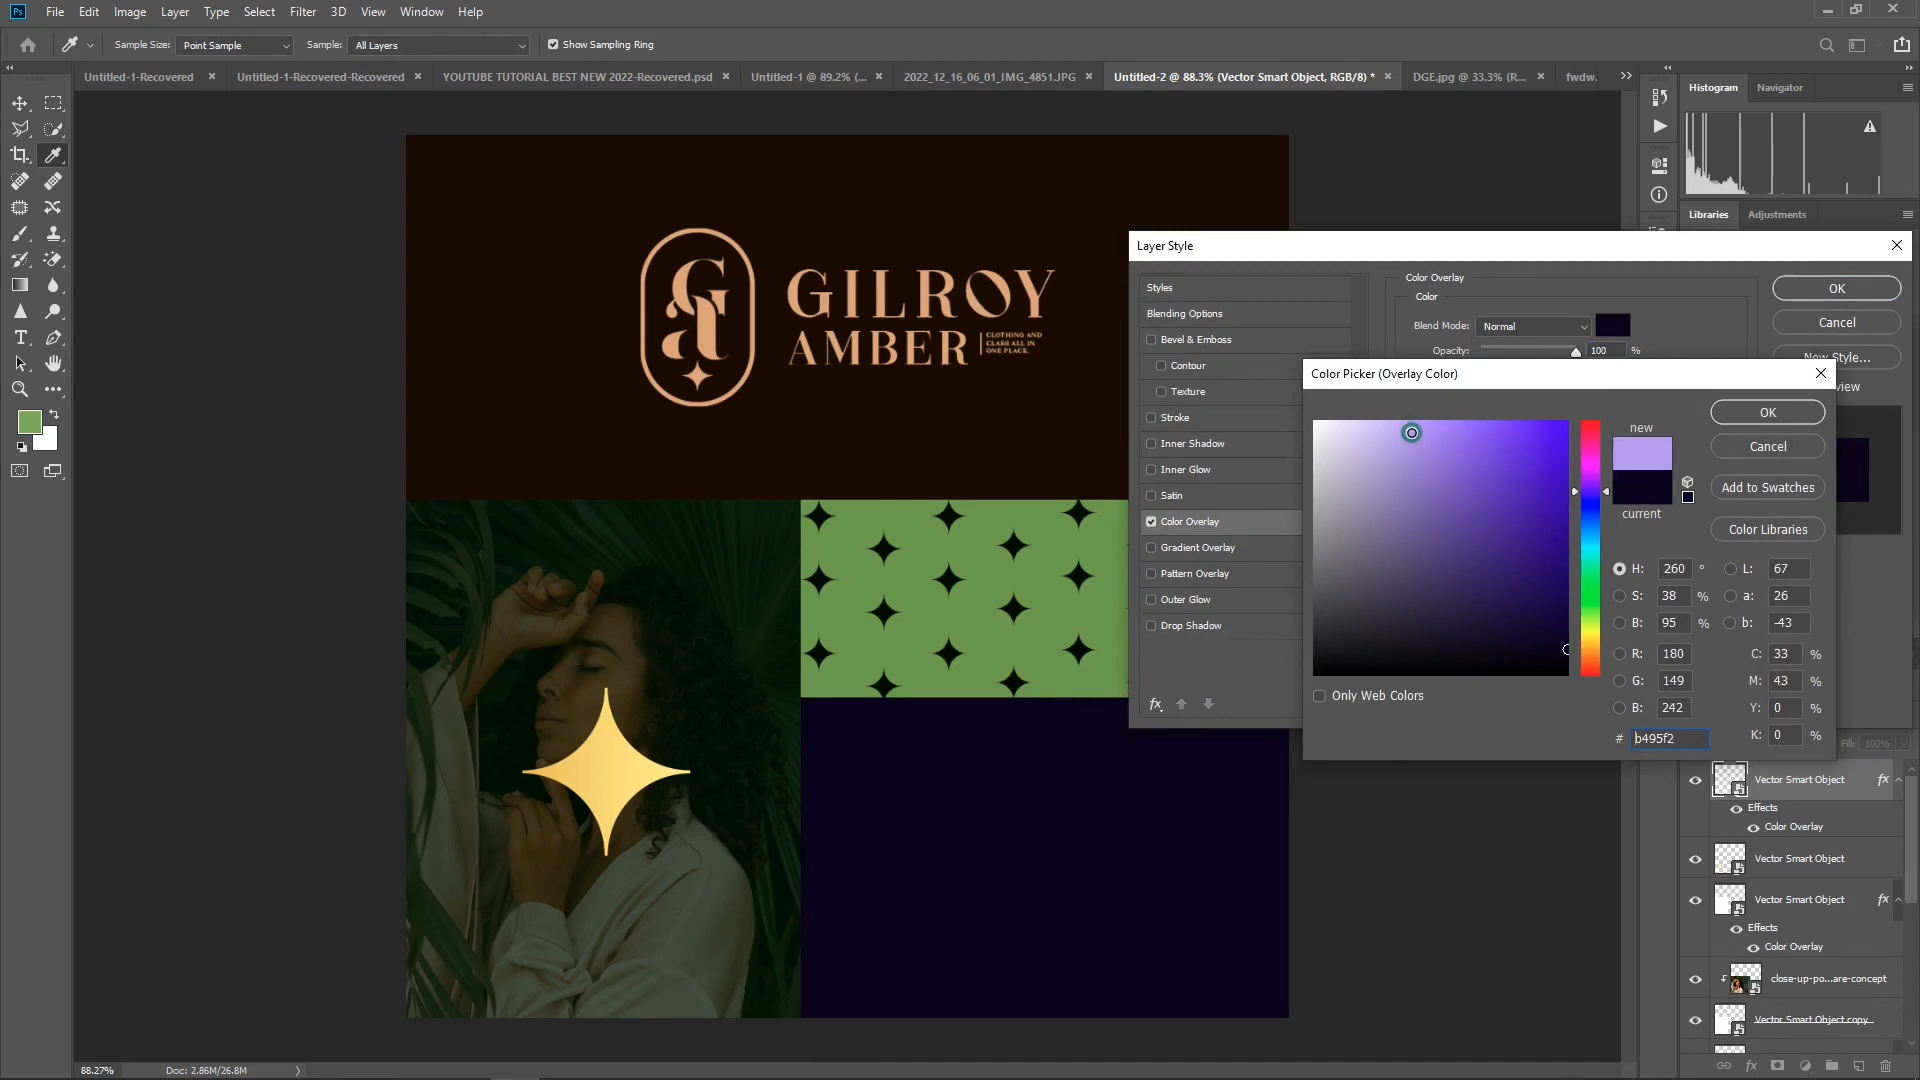 Ps File Edit Image Layer Type Select Filter 3D View Window Help
Sample Size: Point Sample Sample: All Layers Show Sampling Ring
Untitled-1-Recovered Untitled-1-Recovered-Recovered YOUTUBE TUTORIAL BEST NEW 2022-Recovered.psd Untitled-1 @ 89.2% (... 2022_12_16_06_01_IMG_4851.JPG Untitled-2 @ 88.3% (Vector Smart Object, RGB/8) * DGE.jpg @ 33.3% (R... fwdw.
Histogram Navigator
Libraries Adjustments
Ga
GILROY
AMBER
CLOTHING AND
CLASS ALL IN
ONE PLACE.
Layer Style
Styles
Blending Options
Bevel & Emboss
Contour
Texture
Stroke
Inner Shadow
Inner Glow
Satin
Color Overlay
Gradient Overlay
Pattern Overlay
Outer Glow
Drop Shadow
fx
Color Overlay
Color
Blend Mode: Normal
Opacity: 100 %
OK
Cancel
New Style...
view
Color Picker (Overlay Color)
new
current
OK
Cancel
Add to Swatches
Color Libraries
H: 260 ° L: 67
S: 38 % a: 26
B: 95 % b: -43
R: 180 C: 33 %
G: 149 M: 43 %
B: 242 Y: 0 %
# b495f2 K: 0 %
Only Web Colors
Fill: 100%
Vector Smart Object fx
Effects
Color Overlay
Vector Smart Object
Vector Smart Object fx
Effects
Color Overlay
close-up-po...are-concept
Vector Smart Object copy
fx
88.27% Doc: 2.86M/26.8M